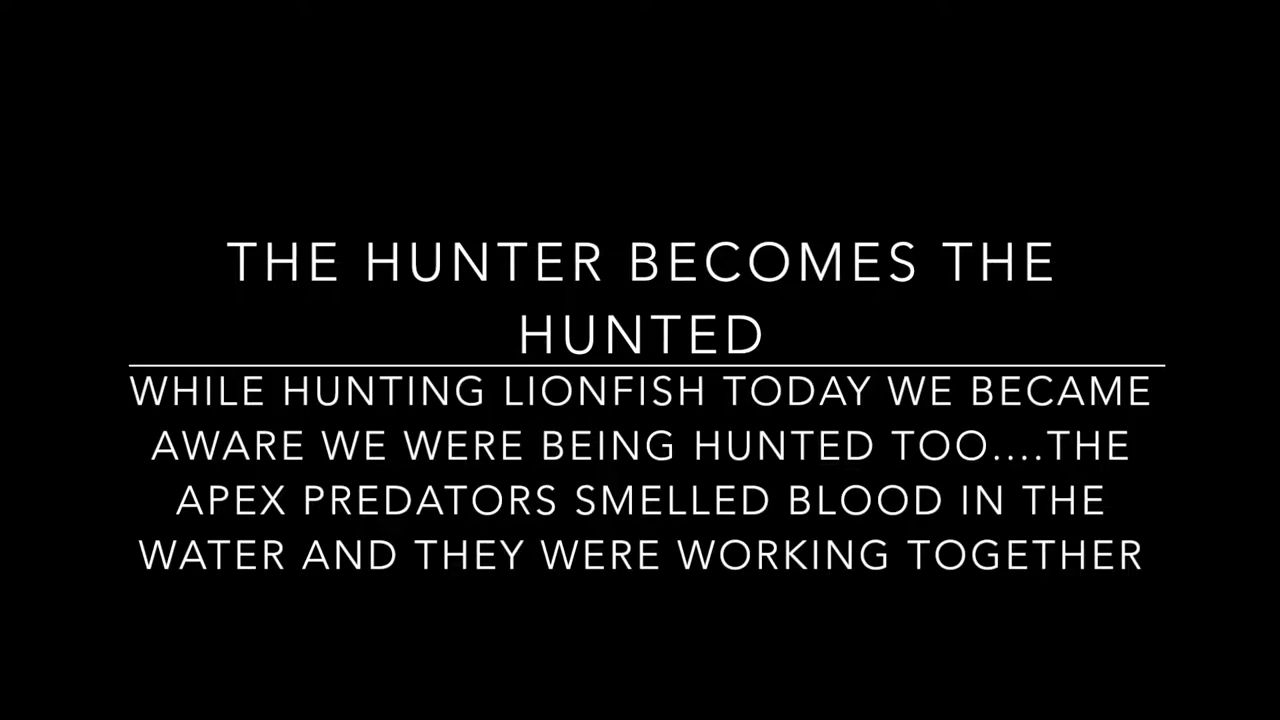 THE HUNTER BECOMES THE
HUNTED
WHILE HUNTING LIONFISH TODAY WE BECAME
AWARE WE WERE BEING HUNTED TOO....THE
APEX PREDATORS SMELLED BLOOD IN THE
WATER AND THEY WERE WORKING TOGETHER